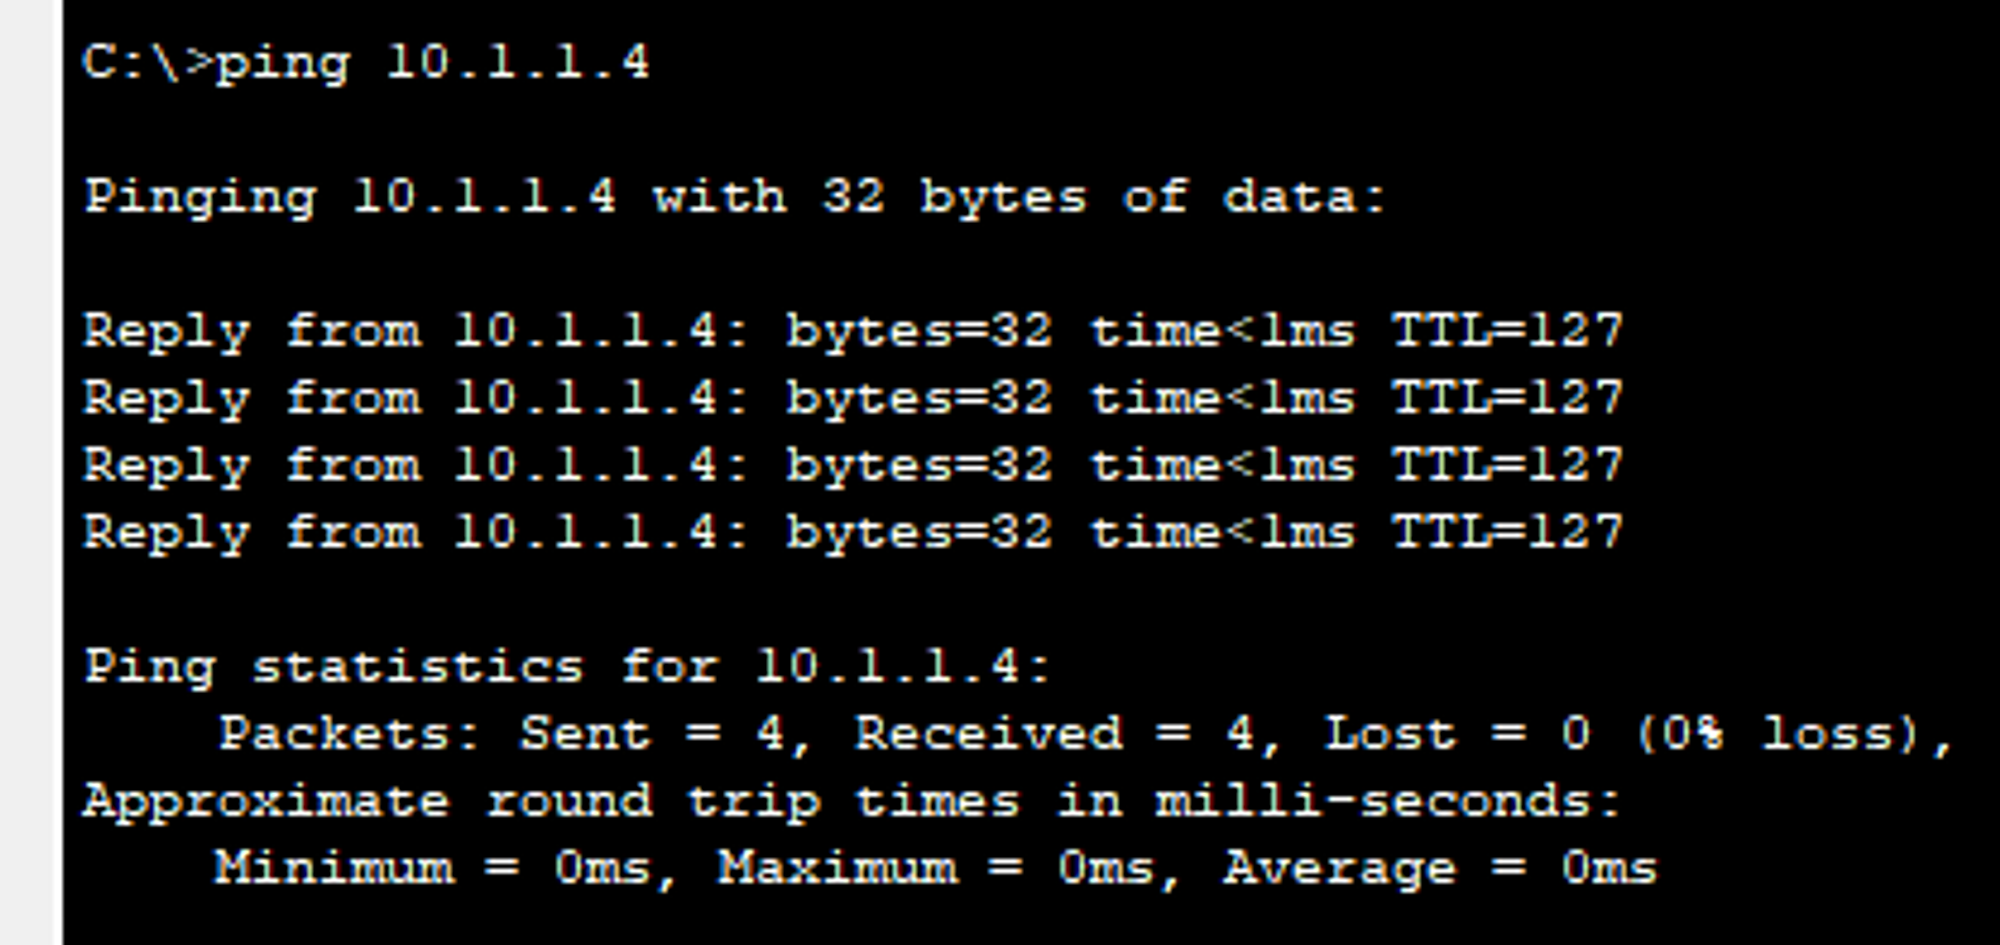 C:\>ping 10.1.1.4
Pinging 10.1.1.4 with 32 bytes of data:
Reply from 10.1.1.4: bytes=32 time<1ms TTL=127
Reply from 10.1.1.4: bytes=32 time<1ms TTL=127
Reply from 10.1.1.4: bytes=32 time<1ms TTL=127
Reply from 10.1.1.4: bytes=32 time<1ms TTL=127
Ping statistics for 10.1.1.4:
    Packets: Sent = 4, Received = 4, Lost = 0 (0% loss),
Approximate round trip times in milli-seconds:
    Minimum = 0ms, Maximum = 0ms, Average = 0ms